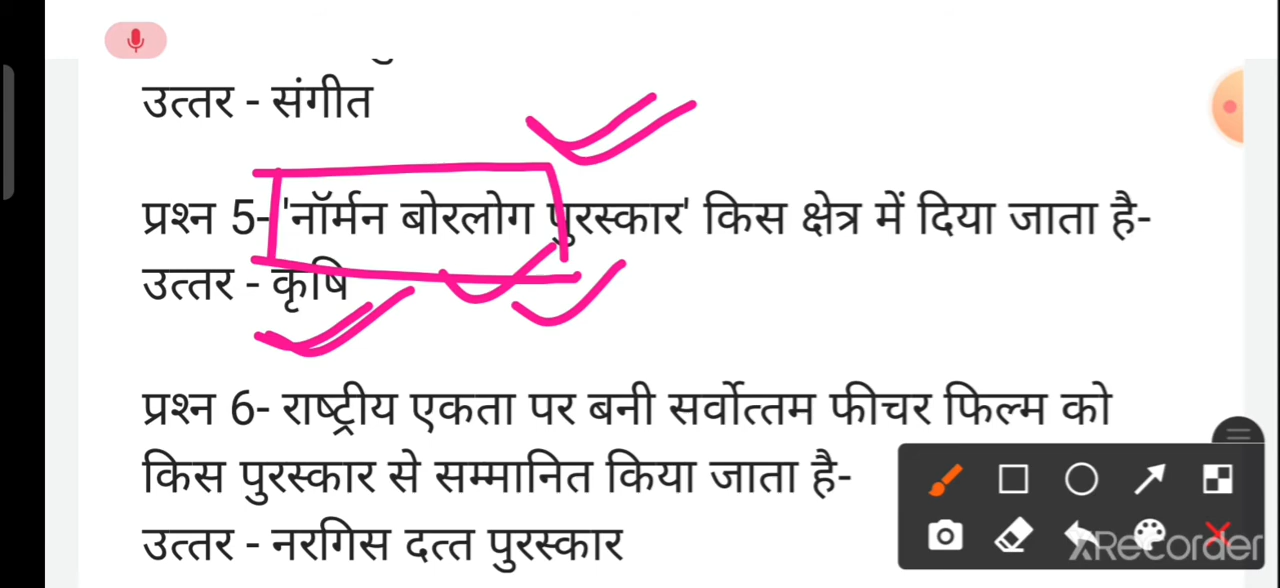 उत्तर - संगीत
प्रश्न 5- 'नॉर्मन बोरलोग पुरस्कार' किस क्षेत्र में दिया जाता है-
उत्तर - कृषि
प्रश्न 6- राष्ट्रीय एकता पर बनी सर्वोत्तम फीचर फिल्म को
किस पुरस्कार से सम्मानित किया जाता है-
उत्तर - नरगिस दत्त पुरस्कार
XRecorder